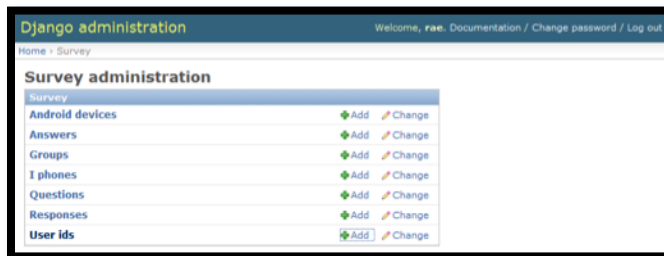 Django administration Welcome, rae. Documentation / Change password / Log out
Home › Survey
Survey administration
Survey
Android devices Add Change
Answers Add Change
Groups Add Change
I phones Add Change
Questions Add Change
Responses Add Change
User ids Add Change